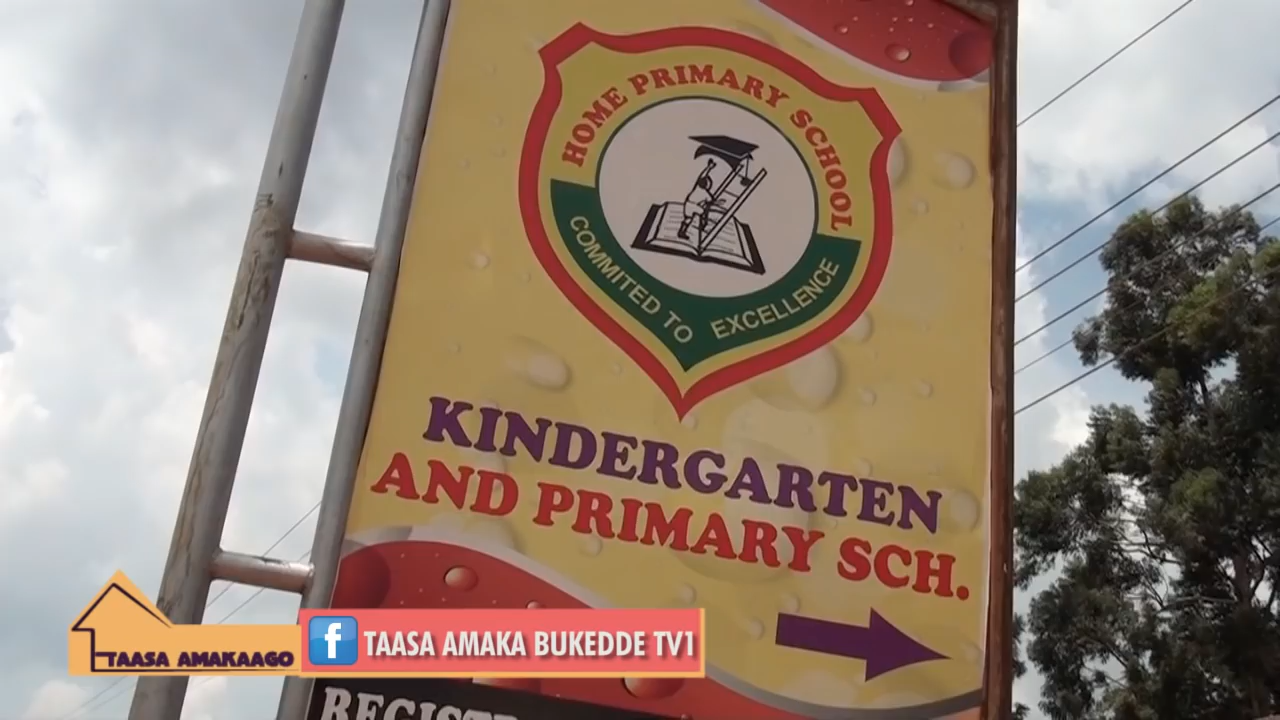 HOME PRIMARY SCHOOL
COMMITED TO EXCELLENCE
KINDERGARTEN
AND PRIMARY SCH.
TAASA AMAKAAGO
f TAASA AMAKA BUKEDDE TV1